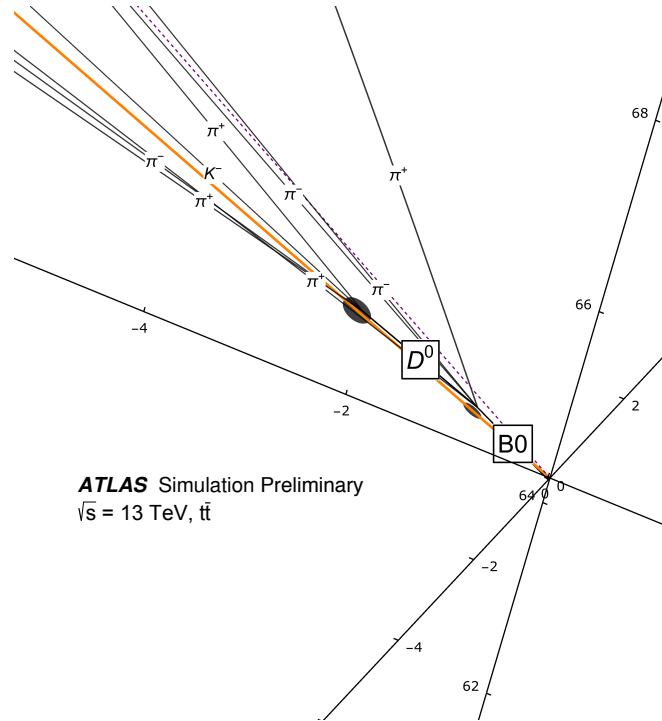 68
π⁺
π⁻
K⁻
π⁺
π⁻
π⁺
π⁺
π⁻
66
-4
D⁰
-2
2
B0
ATLAS Simulation Preliminary
√s = 13 TeV, tt̄
64
0
0
-2
-4
62